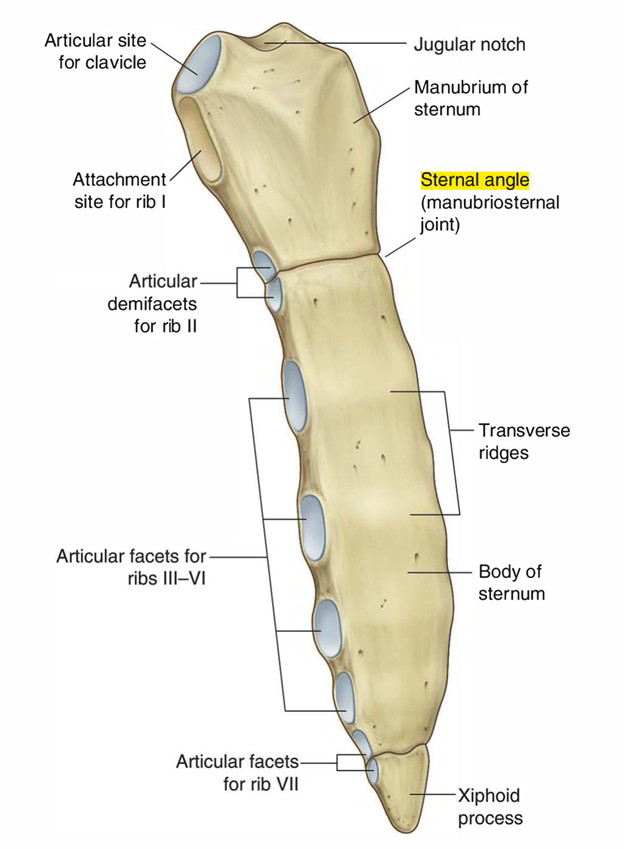 Articular site
for clavicle
Jugular notch
Manubrium of
sternum
Attachment
site for rib I
Sternal angle
(manubriosternal
joint)
Articular
demifacets
for rib II
Transverse
ridges
Articular facets for
ribs III–VI
Body of
sternum
Articular facets
for rib VII
Xiphoid
process